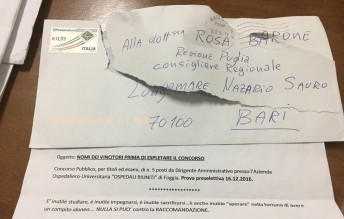 € 0,95
ITALIA
Alla dott.ssa ROSA BARONE
Regione Puglia
consigliere Regionale
Lungomare NAZARIO SAURO
70100 BARI
Oggetto: NOMI DEI VINCITORI PRIMA DI ESPLETARE IL CONCORSO
Concorso Pubblico, per titoli ed esami, di n. 5 posti da Dirigente Amministrativo presso l'Azienda
Ospedaliero-Universitaria "OSPEDALI RIUNITI" di Foggia. Prova preselettiva 16.12.2016.
E' inutile studiare, è inutile impegnarsi, è inutile sacrificarsi... è anche inutile "sperare" nella fortuna di
un compito idoneo... NULLA SI PUO' contro la RACCOMANDAZIONE.